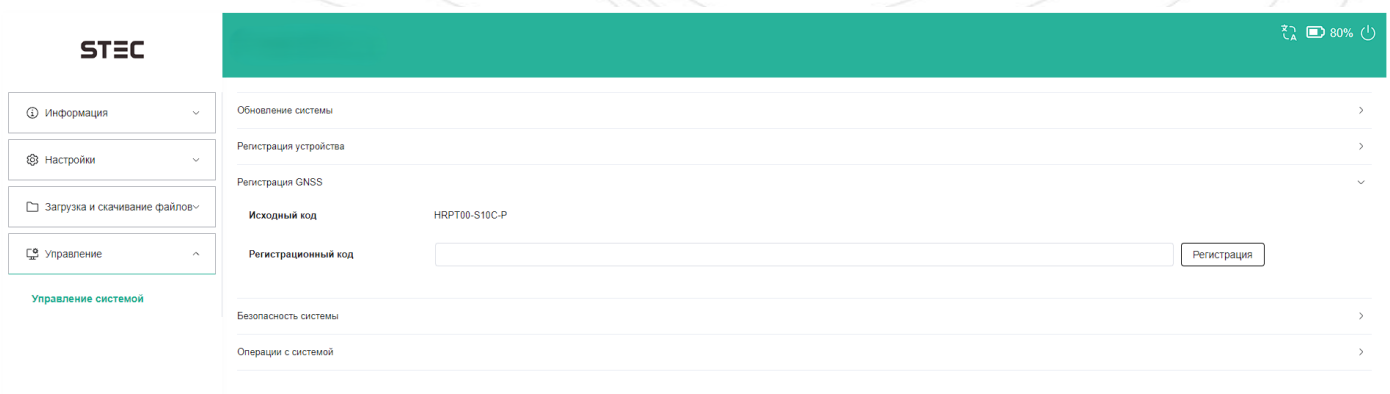 STEC
80%
Информация
Настройки
Загрузка и скачивание файлов
Управление
Управление системой
Обновление системы
Регистрация устройства
Регистрация GNSS
Исходный код HRPT00-S10C-P
Регистрационный код Регистрация
Безопасность системы
Операции с системой